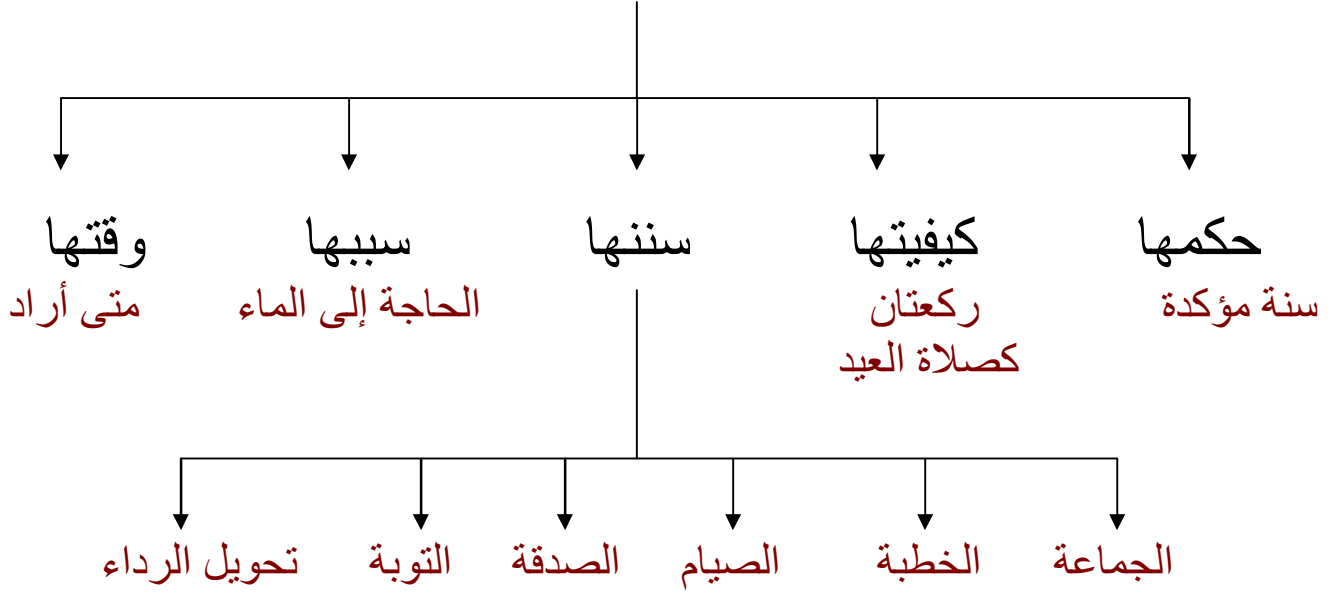 حكمها
سنة مؤكدة
كيفيتها
ركعتان
كصلاة العيد
سننها
سببها
الحاجة إلى الماء
وقتها
متى أراد
الجماعة
الخطبة
الصيام
الصدقة
التوبة
تحويل الرداء